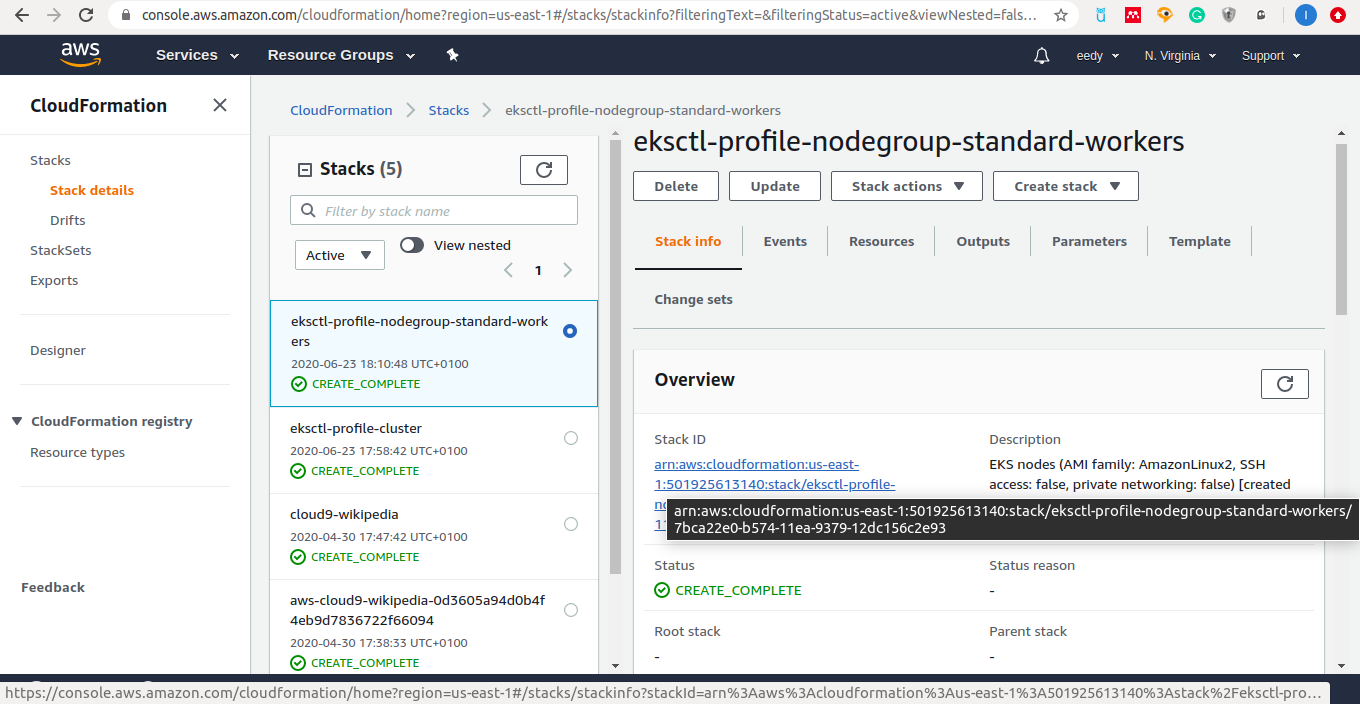 console.aws.amazon.com/cloudformation/home?region=us-east-1#/stacks/stackinfo?filteringText=&filteringStatus=active&viewNested=fals...
I
aws
Services
Resource Groups
eedy
N. Virginia
Support
CloudFormation
Stacks
Stack details
Drifts
StackSets
Exports
Designer
CloudFormation registry
Resource types
Feedback
CloudFormation
Stacks
eksctl-profile-nodegroup-standard-workers
Stacks (5)
Filter by stack name
Active
View nested
1
eksctl-profile-nodegroup-standard-work
ers
2020-06-23 18:10:48 UTC+0100
CREATE_COMPLETE
eksctl-profile-cluster
2020-06-23 17:58:42 UTC+0100
CREATE_COMPLETE
cloud9-wikipedia
2020-04-30 17:47:42 UTC+0100
CREATE_COMPLETE
aws-cloud9-wikipedia-0d3605a94d0b4f
4eb9d7836722f66094
2020-04-30 17:38:33 UTC+0100
CREATE_COMPLETE
eksctl-profile-nodegroup-standard-workers
Delete
Update
Stack actions
Create stack
Stack info
Events
Resources
Outputs
Parameters
Template
Change sets
Overview
Stack ID
arn:aws:cloudformation:us-east-
1:501925613140:stack/eksctl-profile-
Description
EKS nodes (AMI family: AmazonLinux2, SSH
access: false, private networking: false) [created
arn:aws:cloudformation:us-east-1:501925613140:stack/eksctl-profile-nodegroup-standard-workers/
7bca22e0-b574-11ea-9379-12dc156c2e93
Status
CREATE_COMPLETE
Status reason
-
Root stack
-
Parent stack
-
https://console.aws.amazon.com/cloudformation/home?region=us-east-1#/stacks/stackinfo?stackId=arn%3Aaws%3Acloudformation%3Aus-east-1%3A501925613140%3Astack%2Feksctl-pro...